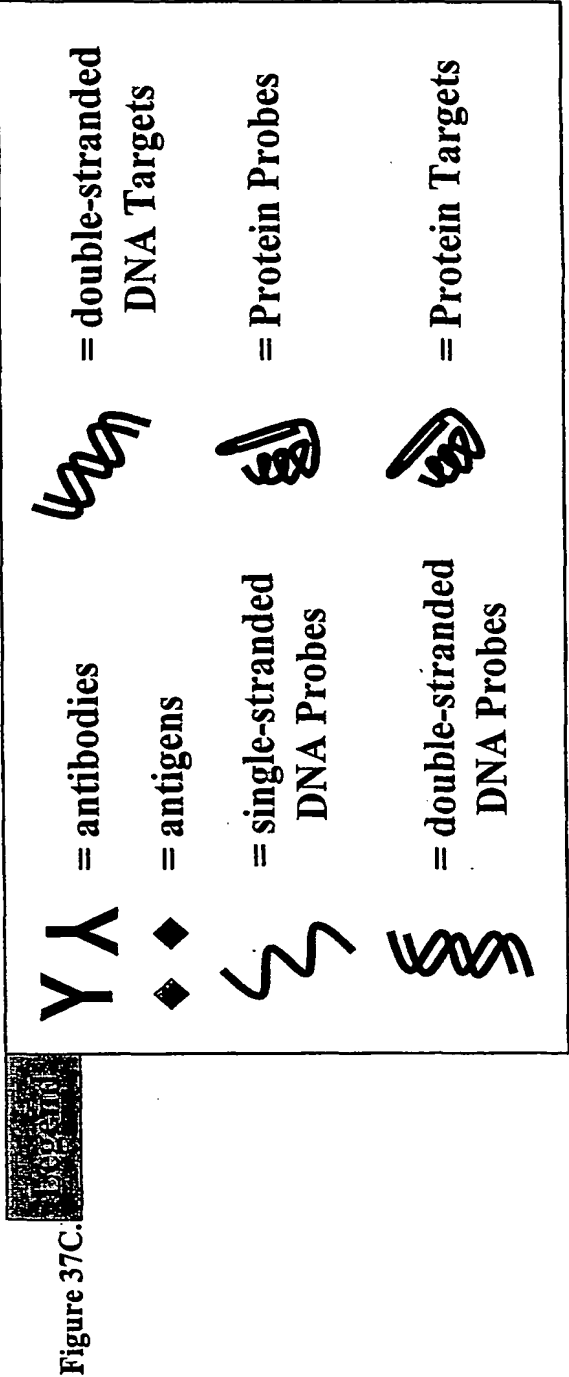 Figure 37C.
Legend
= antibodies
= antigens
= single-stranded
DNA Probes
= double-stranded
DNA Probes
= double-stranded
DNA Targets
= Protein Probes
= Protein Targets